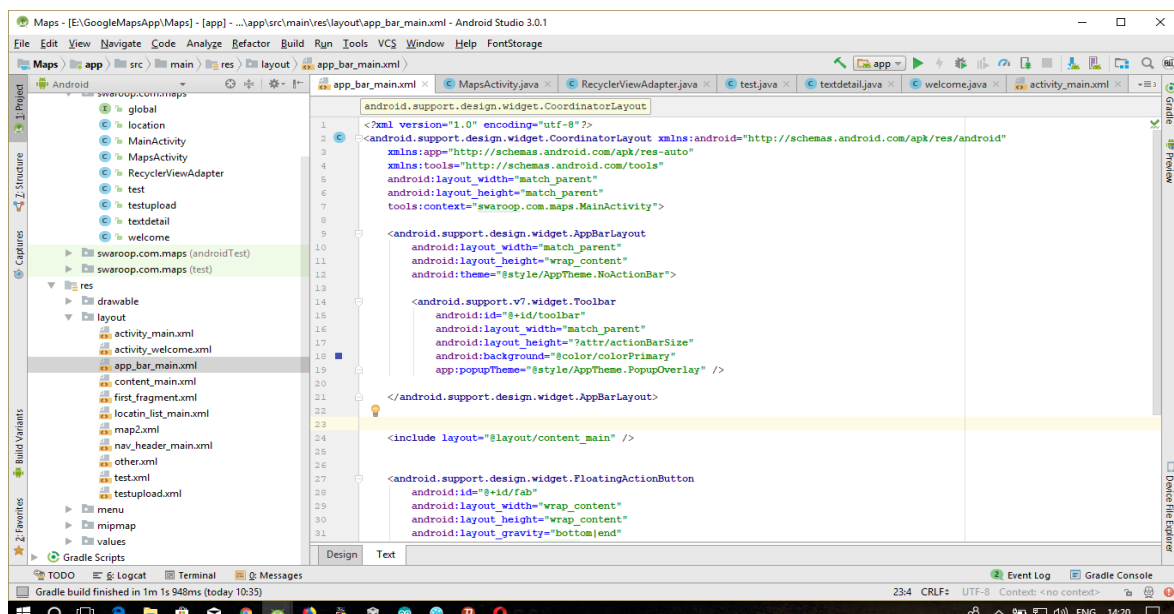 Maps - [E:\GoogleMapsApp\Maps] - [app] - ...\app\src\main\res\layout\app_bar_main.xml - Android Studio 3.0.1
File Edit View Navigate Code Analyze Refactor Build Run Tools VCS Window Help FontStorage
Maps app src main res layout app_bar_main.xml
app
Android
app_bar_main.xml MapsActivity.java RecyclerViewAdapter.java test.java textdetail.java welcome.java activity_main.xml
1: Project
7: Structure
Captures
Build Variants
2: Favorites
swaroop.com.maps
global
location
MainActivity
MapsActivity
RecyclerViewAdapter
test
testupload
textdetail
welcome
swaroop.com.maps (androidTest)
swaroop.com.maps (test)
res
drawable
layout
activity_main.xml
activity_welcome.xml
app_bar_main.xml
content_main.xml
first_fragment.xml
locatin_list_main.xml
map2.xml
nav_header_main.xml
other.xml
test.xml
testupload.xml
menu
mipmap
values
Gradle Scripts
android.support.design.widget.CoordinatorLayout
1 <?xml version="1.0" encoding="utf-8"?>
2 <android.support.design.widget.CoordinatorLayout xmlns:android="http://schemas.android.com/apk/res/android"
3 xmlns:app="http://schemas.android.com/apk/res-auto"
4 xmlns:tools="http://schemas.android.com/tools"
5 android:layout_width="match_parent"
6 android:layout_height="match_parent"
7 tools:context="swaroop.com.maps.MainActivity">
8
9 <android.support.design.widget.AppBarLayout
10 android:layout_width="match_parent"
11 android:layout_height="wrap_content"
12 android:theme="@style/AppTheme.NoActionBar">
13
14 <android.support.v7.widget.Toolbar
15 android:id="@+id/toolbar"
16 android:layout_width="match_parent"
17 android:layout_height="?attr/actionBarSize"
18 android:background="@color/colorPrimary"
19 app:popupTheme="@style/AppTheme.PopupOverlay" />
20
21 </android.support.design.widget.AppBarLayout>
22
23
24 <include layout="@layout/content_main" />
25
26
27 <android.support.design.widget.FloatingActionButton
28 android:id="@+id/fab"
29 android:layout_width="wrap_content"
30 android:layout_height="wrap_content"
31 android:layout_gravity="bottom|end"
Gradle
Preview
Device File Explorer
Design Text
TODO 6: Logcat Terminal 0: Messages 2 Event Log Gradle Console
Gradle build finished in 1m 1s 948ms (today 10:35) 23:4 CRLF UTF-8 Context: <no context>
ENG 14:20